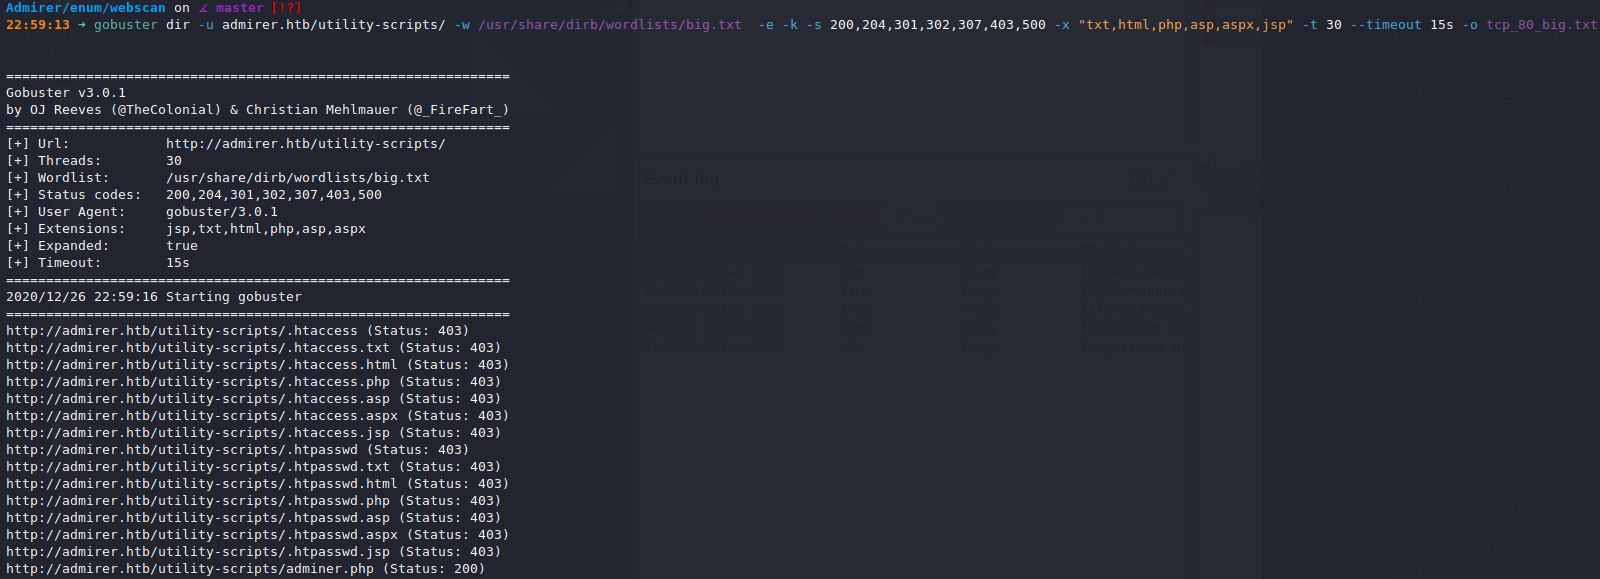 Admirer/enum/webscan on master [!?]
22:59:13 → gobuster dir -u admirer.htb/utility-scripts/ -w /usr/share/dirb/wordlists/big.txt -e -k -s 200,204,301,302,307,403,500 -x "txt,html,php,asp,aspx,jsp" -t 30 --timeout 15s -o tcp_80_big.txt
===============================================================
Gobuster v3.0.1
by OJ Reeves (@TheColonial) & Christian Mehlmauer (@_FireFart_)
===============================================================
[+] Url: http://admirer.htb/utility-scripts/
[+] Threads: 30
[+] Wordlist: /usr/share/dirb/wordlists/big.txt
[+] Status codes: 200,204,301,302,307,403,500
[+] User Agent: gobuster/3.0.1
[+] Extensions: jsp,txt,html,php,asp,aspx
[+] Expanded: true
[+] Timeout: 15s
===============================================================
2020/12/26 22:59:16 Starting gobuster
===============================================================
http://admirer.htb/utility-scripts/.htaccess (Status: 403)
http://admirer.htb/utility-scripts/.htaccess.txt (Status: 403)
http://admirer.htb/utility-scripts/.htaccess.html (Status: 403)
http://admirer.htb/utility-scripts/.htaccess.php (Status: 403)
http://admirer.htb/utility-scripts/.htaccess.asp (Status: 403)
http://admirer.htb/utility-scripts/.htaccess.aspx (Status: 403)
http://admirer.htb/utility-scripts/.htaccess.jsp (Status: 403)
http://admirer.htb/utility-scripts/.htpasswd (Status: 403)
http://admirer.htb/utility-scripts/.htpasswd.txt (Status: 403)
http://admirer.htb/utility-scripts/.htpasswd.html (Status: 403)
http://admirer.htb/utility-scripts/.htpasswd.php (Status: 403)
http://admirer.htb/utility-scripts/.htpasswd.asp (Status: 403)
http://admirer.htb/utility-scripts/.htpasswd.aspx (Status: 403)
http://admirer.htb/utility-scripts/.htpasswd.jsp (Status: 403)
http://admirer.htb/utility-scripts/adminer.php (Status: 200)
Event log